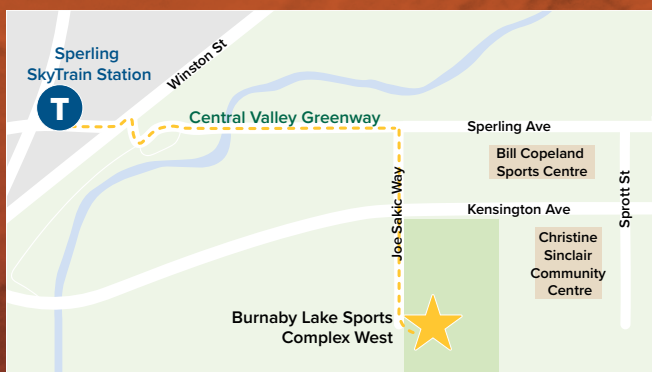 Sperling
SkyTrain Station
T
Winston St
Central Valley Greenway
Sperling Ave
Bill Copeland
Sports Centre
Joe Sakic Way
Sprott St
Kensington Ave
Christine
Sinclair
Community
Centre
Burnaby Lake Sports
Complex West